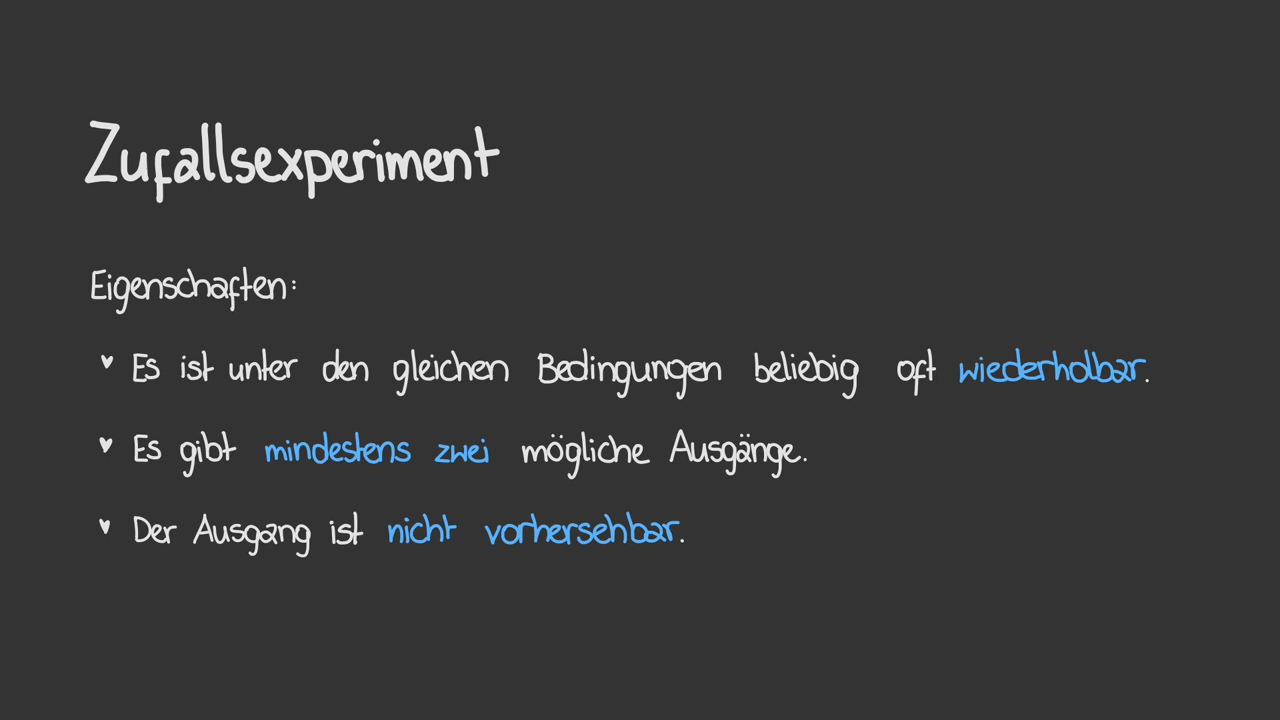 Zufallsexperiment
Eigenschaften:
♥ Es ist unter den gleichen Bedingungen beliebig oft wiederholbar.
♥ Es gibt mindestens zwei mögliche Ausgänge.
♥ Der Ausgang ist nicht vorhersehbar.